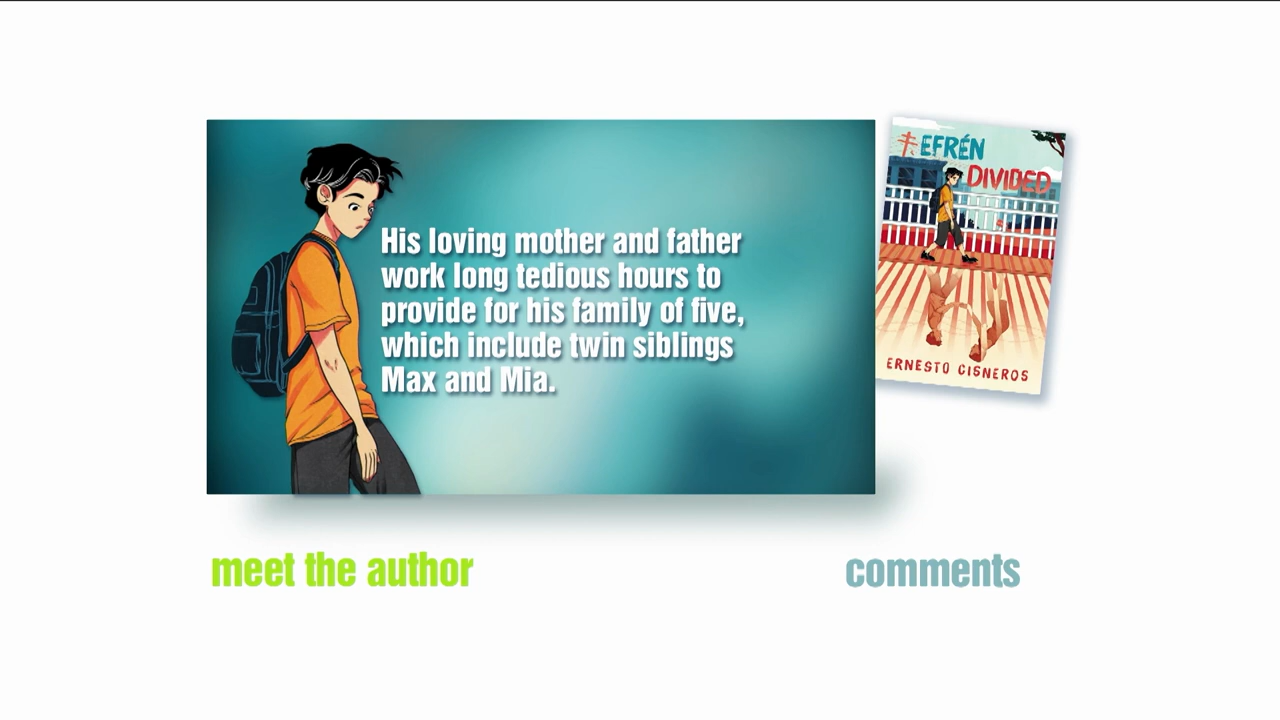 His loving mother and father
work long tedious hours to
provide for his family of five,
which include twin siblings
Max and Mia.
EFRÉN
DIVIDED
ERNESTO CISNEROS
meet the author
comments